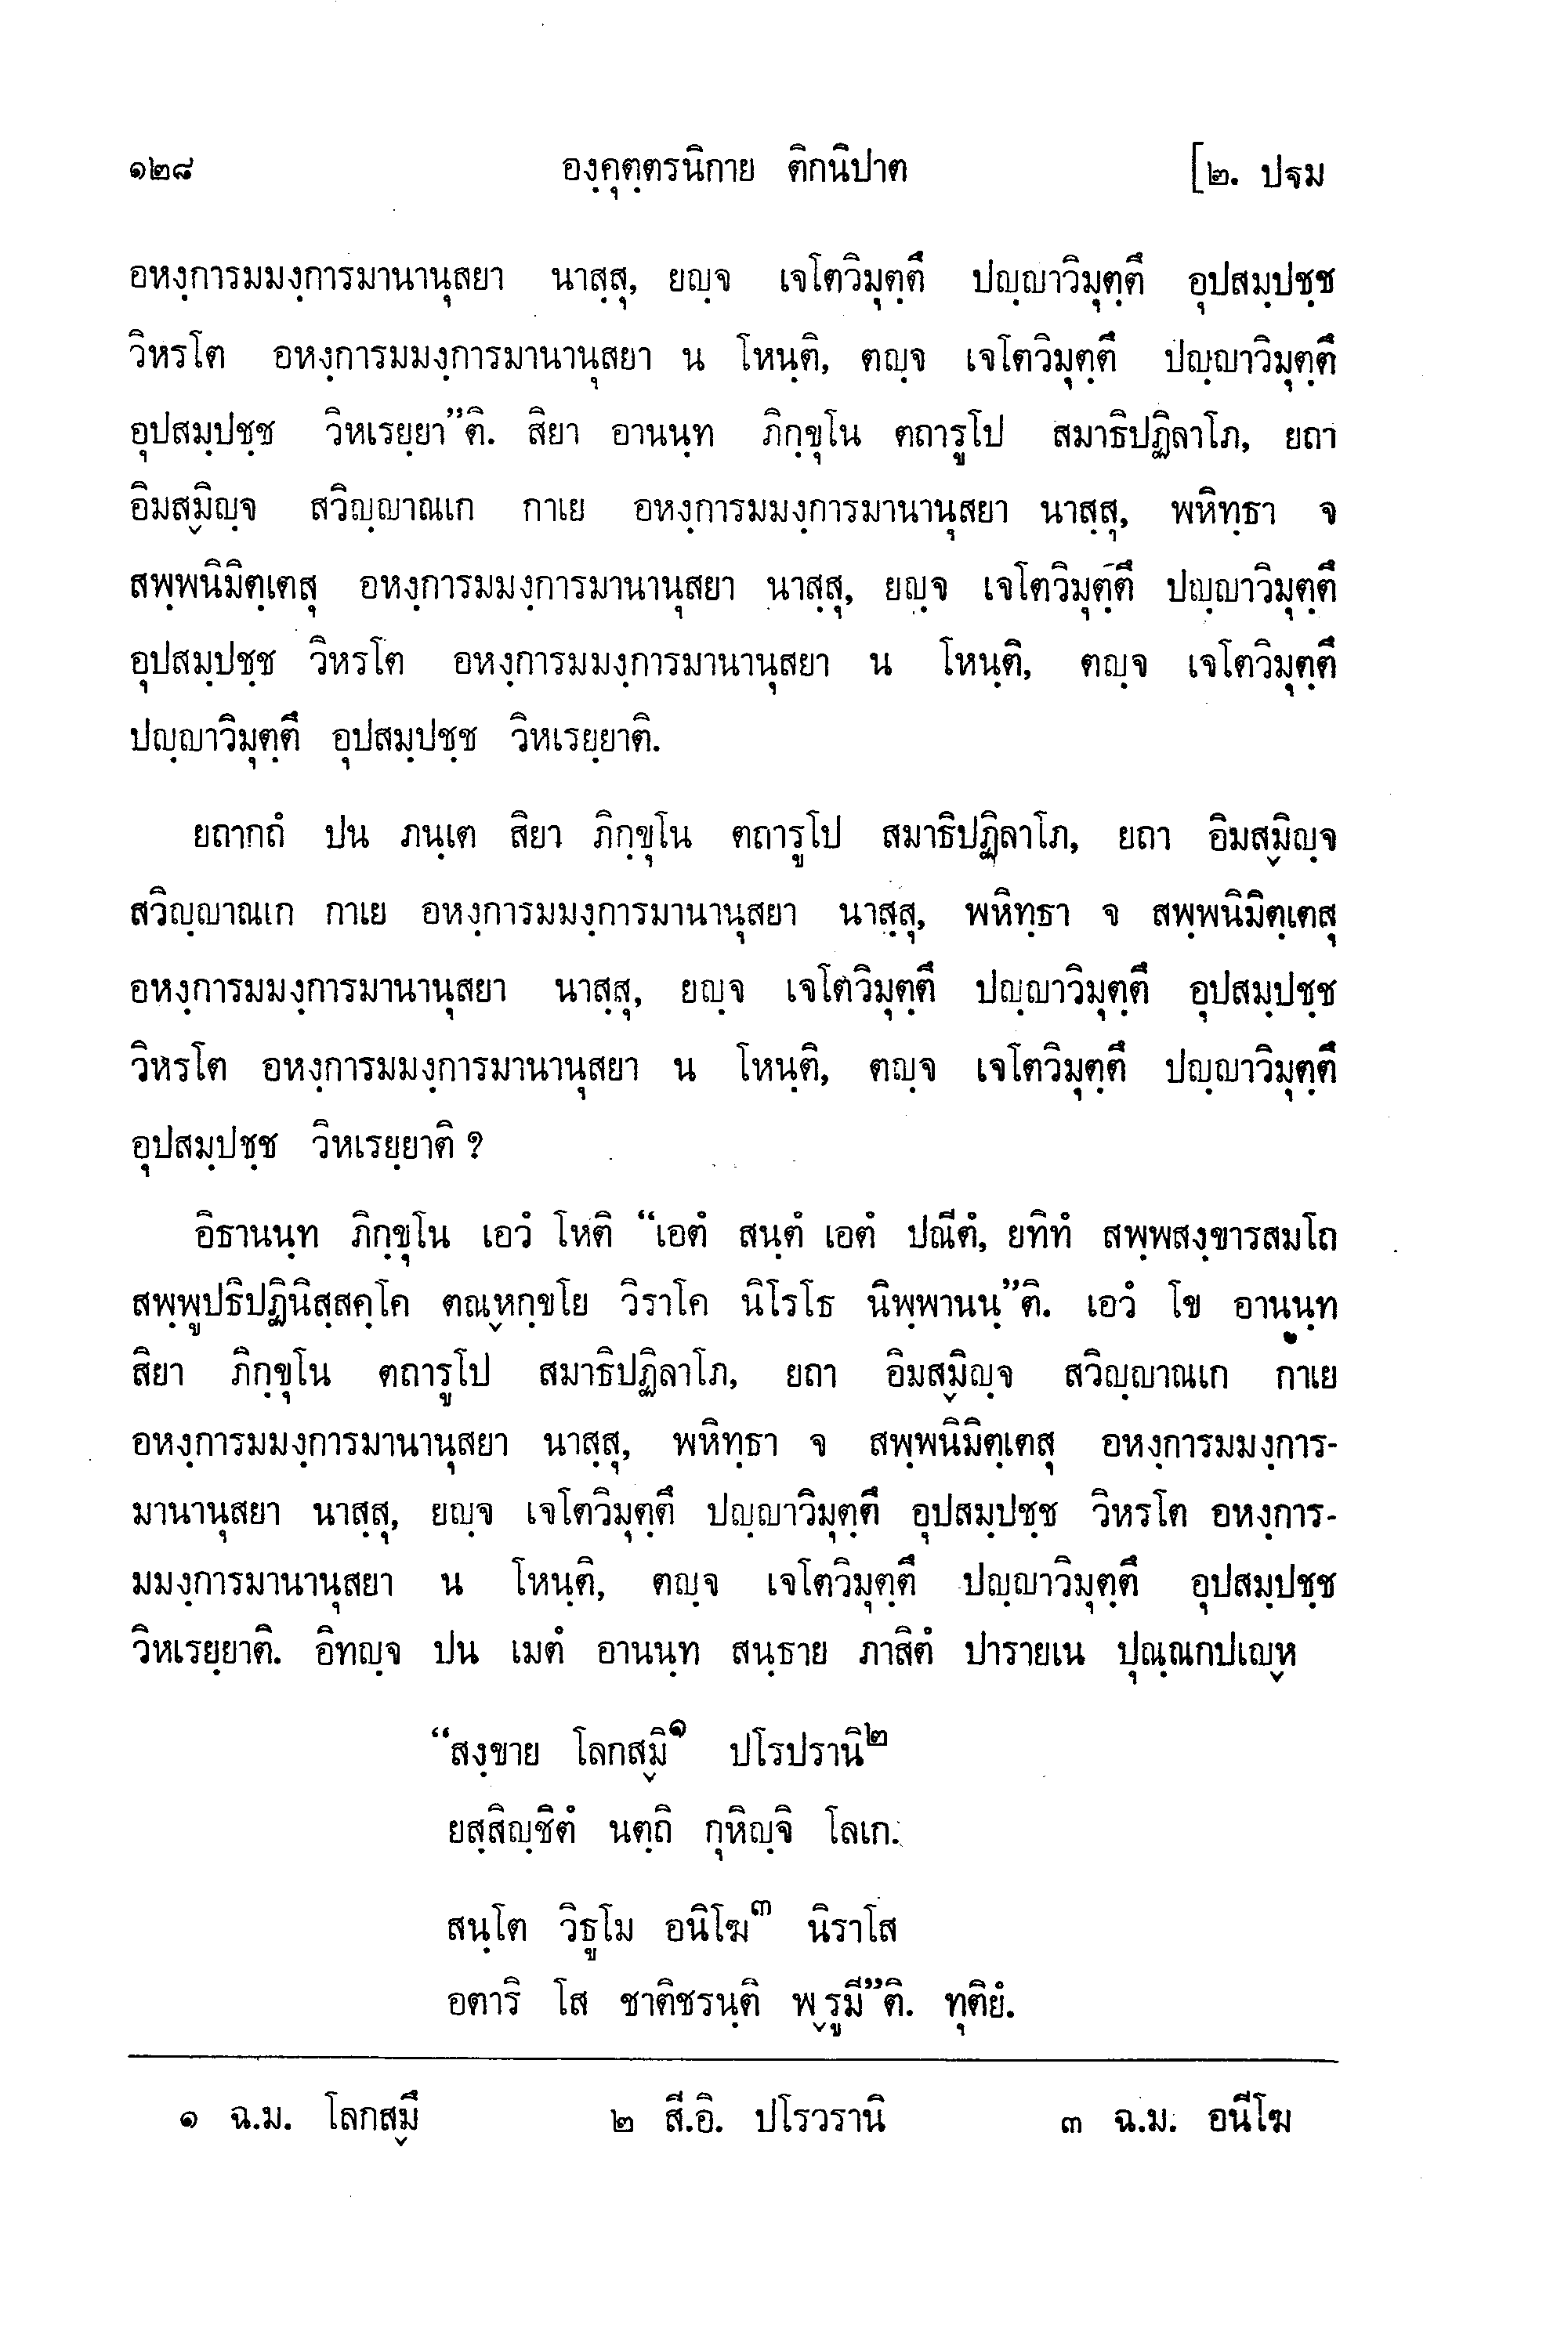 ๑๒๘ องฺคุตฺตรนิกาย ติกนิปาต [๒. ปฐม
อหงฺการมมงฺการมานานุสยา นาสฺสุ, ยญฺจ เจโตวิมุตฺตึ ปญฺญาวิมุตฺตึ อุปสมฺปชฺช
วิหรโต อหงฺการมมงฺการมานานุสยา น โหนฺติ, ตญฺจ เจโตวิมุตฺตึ ปญฺญาวิมุตฺตึ
อุปสมฺปชฺช วิหเรยฺยา”ติ. สิยา อานนฺท ภิกฺขุโน ตถารูโป สมาธิปฏิลาโภ, ยถา
อิมสฺมิญฺจ สวิญฺญาณเก กาเย อหงฺการมมงฺการมานานุสยา นาสฺสุ, พหิทฺธา จ
สพฺพนิมิตฺเตสุ อหงฺการมมงฺการมานานุสยา นาสฺสุ, ยญฺจ เจโตวิมุตฺตึ ปญฺญาวิมุตฺตึ
อุปสมฺปชฺช วิหรโต อหงฺการมมงฺการมานานุสยา น โหนฺติ, ตญฺจ เจโตวิมุตฺตึ
ปญฺญาวิมุตฺตึ อุปสมฺปชฺช วิหเรยฺยาติ.
ยถากถํ ปน ภนฺเต สิยา ภิกฺขุโน ตถารูโป สมาธิปฏิลาโภ, ยถา อิมสฺมิญฺจ
สวิญฺญาณเก กาเย อหงฺการมมงฺการมานานุสยา นาสฺสุ, พหิทฺธา จ สพฺพนิมิตฺเตสุ
อหงฺการมมงฺการมานานุสยา นาสฺสุ, ยญฺจ เจโตวิมุตฺตึ ปญฺญาวิมุตฺตึ อุปสมฺปชฺช
วิหรโต อหงฺการมมงฺการมานานุสยา น โหนฺติ, ตญฺจ เจโตวิมุตฺตึ ปญฺญาวิมุตฺตึ
อุปสมฺปชฺช วิหเรยฺยาติ ?
อิธานนฺท ภิกฺขุโน เอวํ โหติ “เอตํ สนฺตํ เอตํ ปณีตํ, ยทิทํ สพฺพสงฺขารสมโถ
สพฺพูปธิปฏินิสฺสคฺโค ตณฺหกฺขโย วิราโค นิโรโธ นิพฺพานนฺ”ติ. เอวํ โข อานนฺท
สิยา ภิกฺขุโน ตถารูโป สมาธิปฏิลาโภ, ยถา อิมสฺมิญฺจ สวิญฺญาณเก กาเย
อหงฺการมมงฺการมานานุสยา นาสฺสุ, พหิทฺธา จ สพฺพนิมิตฺเตสุ อหงฺการมมงฺการ-
มานานุสยา นาสฺสุ, ยญฺจ เจโตวิมุตฺตึ ปญฺญาวิมุตฺตึ อุปสมฺปชฺช วิหรโต อหงฺการ-
มมงฺการมานานุสยา น โหนฺติ, ตญฺจ เจโตวิมุตฺตึ ปญฺญาวิมุตฺตึ อุปสมฺปชฺช
วิหเรยฺยาติ. อิทญฺจ ปน เมตํ อานนฺท สนฺธาย ภาสิตํ ปารายเน ปุณฺณกปเญฺห
“สงฺขาย โลกสฺมิ๑ ปโรปรานิ๒
ยสฺสิญฺชิตํ นตฺถิ กุหิญฺจิ โลเก.
สนฺโต วิธูโม อนิโฆ๓ นิราโส
อตาริ โส ชาติชรนฺติ พฺรูมี”ติ. ทุติยํ.
๑ ฉ.ม. โลกสฺมึ ๒ สี.อิ. ปโรวรานิ ๓ ฉ.ม. อนีโฆ